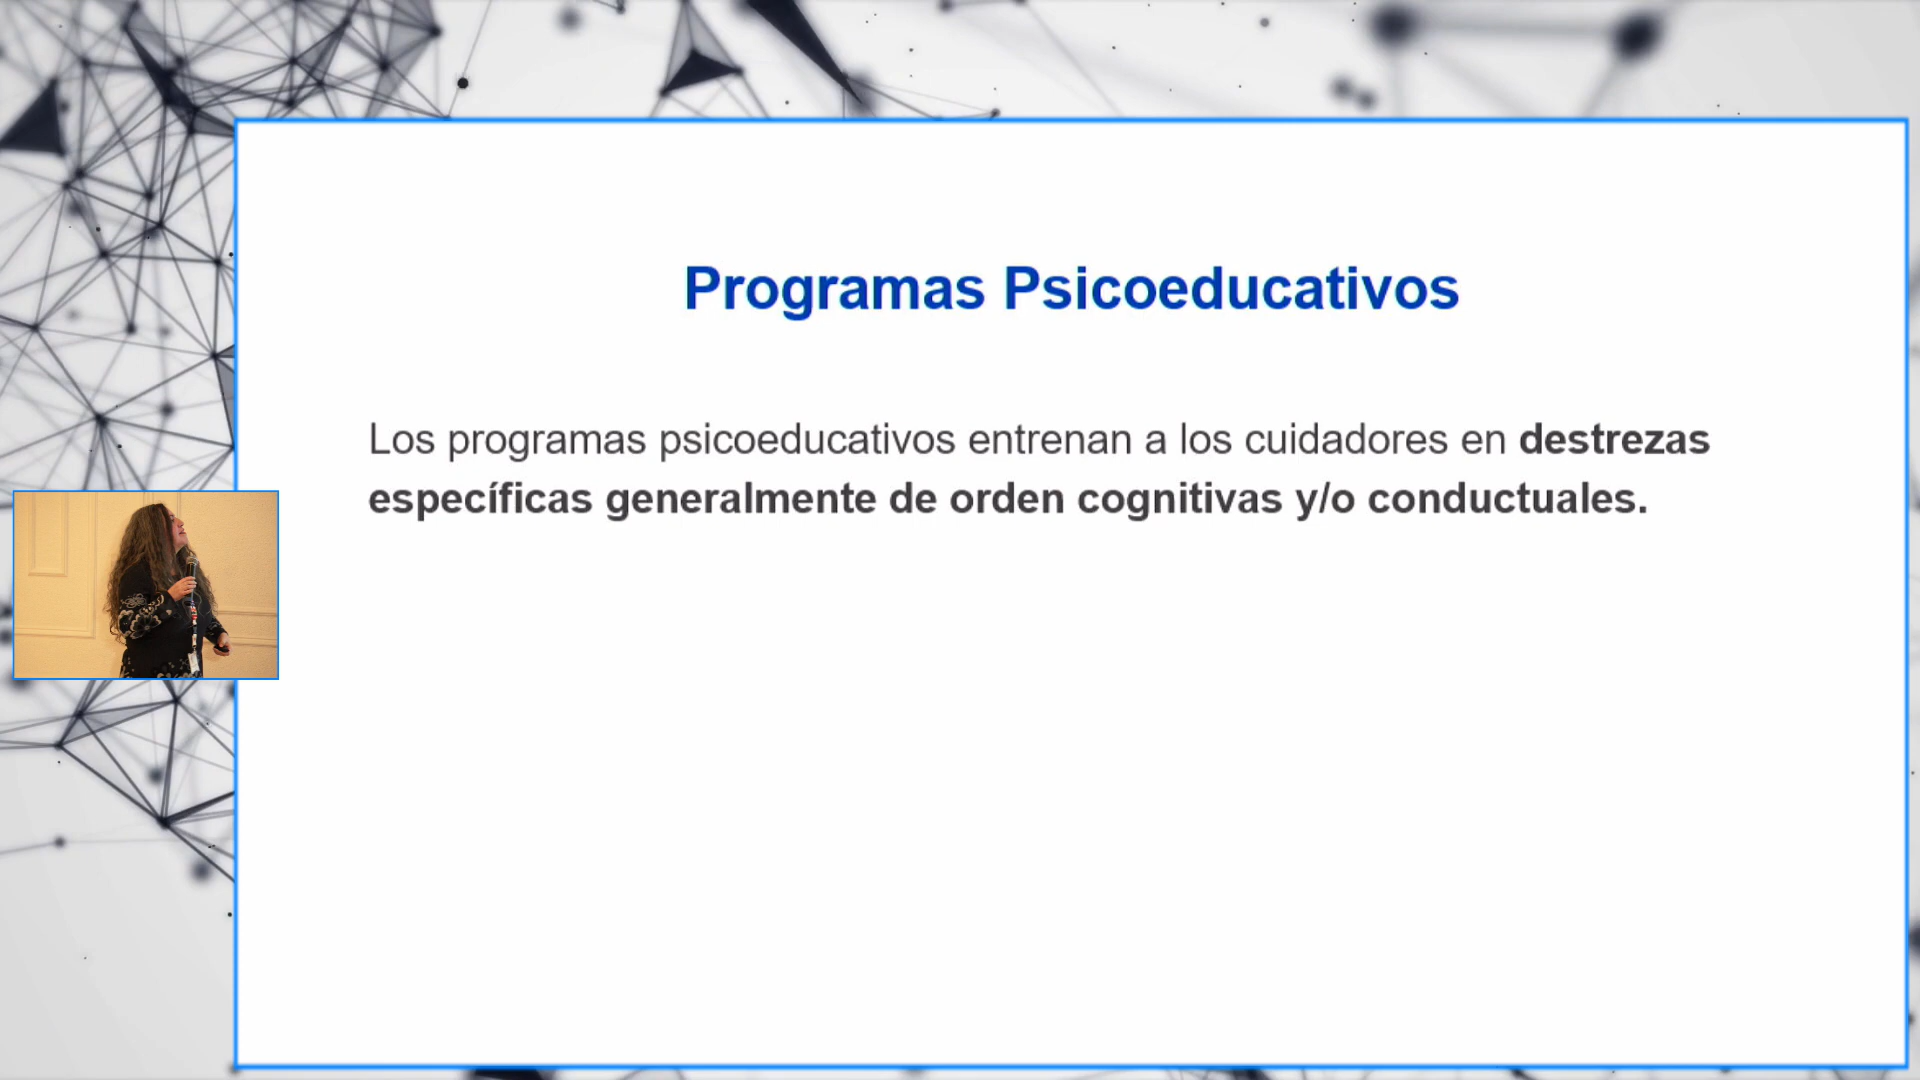 Programas Psicoeducativos
Los programas psicoeducativos entrenan a los cuidadores en destrezas
específicas generalmente de orden cognitivas y/o conductuales.